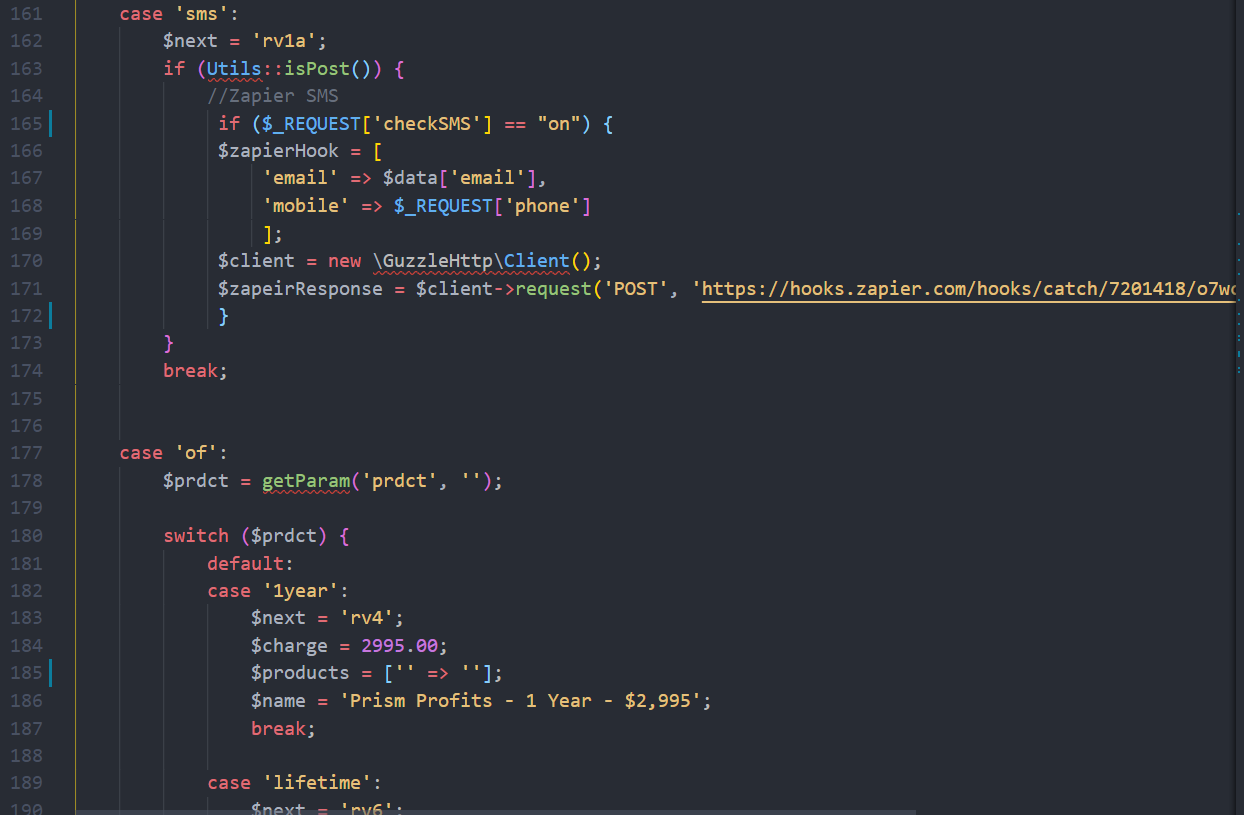 161 case 'sms':
162 $next = 'rv1a';
163 if (Utils::isPost()) {
164 //Zapier SMS
165 if ($_REQUEST['checkSMS'] == "on") {
166 $zapierHook = [
167 'email' => $data['email'],
168 'mobile' => $_REQUEST['phone']
169 ];
170 $client = new \GuzzleHttp\Client();
171 $zapeirResponse = $client->request('POST', 'https://hooks.zapier.com/hooks/catch/7201418/o7w
172 }
173 }
174 break;
175
176
177 case 'of':
178 $prdct = getParam('prdct', '');
179
180 switch ($prdct) {
181 default:
182 case '1year':
183 $next = 'rv4';
184 $charge = 2995.00;
185 $products = ['' => ''];
186 $name = 'Prism Profits - 1 Year - $2,995';
187 break;
188
189 case 'lifetime':
190 $next = 'rv6';